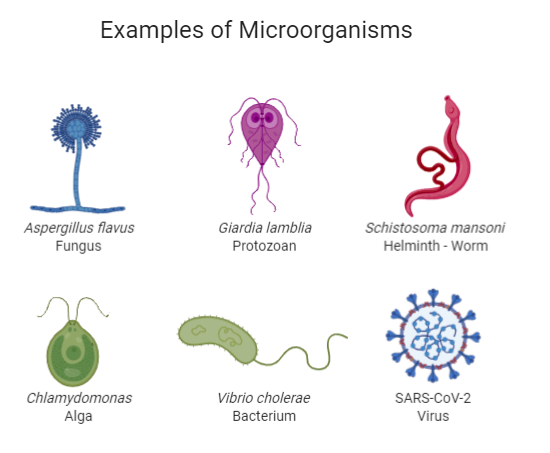 Examples of Microorganisms
Aspergillus flavus
Fungus
Giardia lamblia
Protozoan
Schistosoma mansoni
Helminth - Worm
Chlamydomonas
Alga
Vibrio cholerae
Bacterium
SARS-CoV-2
Virus